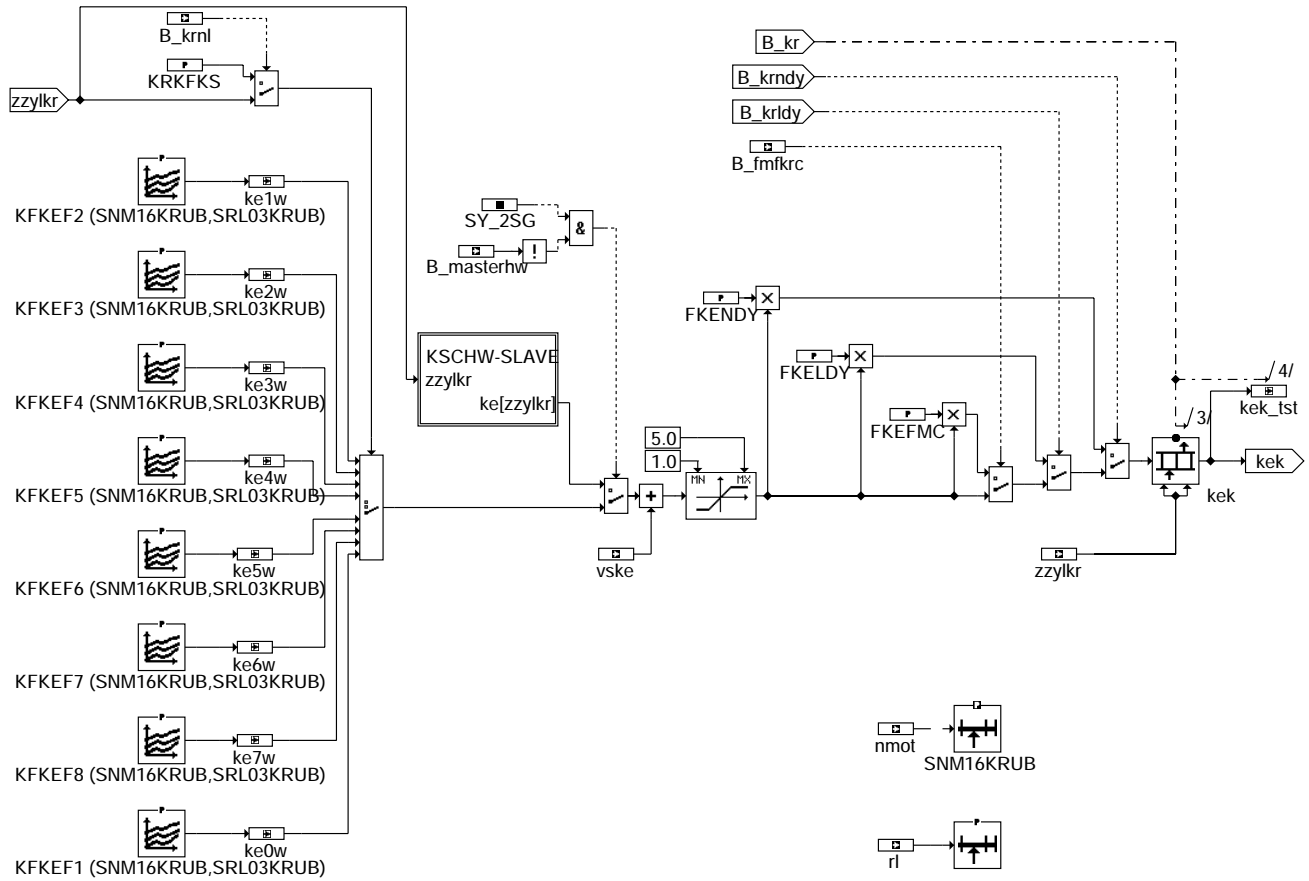 B_krnl
P
KRKFKS
zzylkr
P
ke1w
KFKEF2 (SNM16KRUB,SRL03KRUB)
P
ke2w
KFKEF3 (SNM16KRUB,SRL03KRUB)
P
ke3w
KFKEF4 (SNM16KRUB,SRL03KRUB)
P
ke4w
KFKEF5 (SNM16KRUB,SRL03KRUB)
P
ke5w
KFKEF6 (SNM16KRUB,SRL03KRUB)
P
ke6w
KFKEF7 (SNM16KRUB,SRL03KRUB)
P
ke7w
KFKEF8 (SNM16KRUB,SRL03KRUB)
P
ke0w
KFKEF1 (SNM16KRUB,SRL03KRUB)
SY_2SG
&
B_masterhw
!
KSCHW-SLAVE
zzylkr
ke[zzylkr]
+
vske
5.0
1.0
MN MX
B_kr
B_krndy
B_krldy
B_fmfkrc
P
FKENDY
P
FKELDY
P
FKEFMC
/4/
kek_tst
/3/
kek
kek
zzylkr
nmot
SNM16KRUB
P
rl